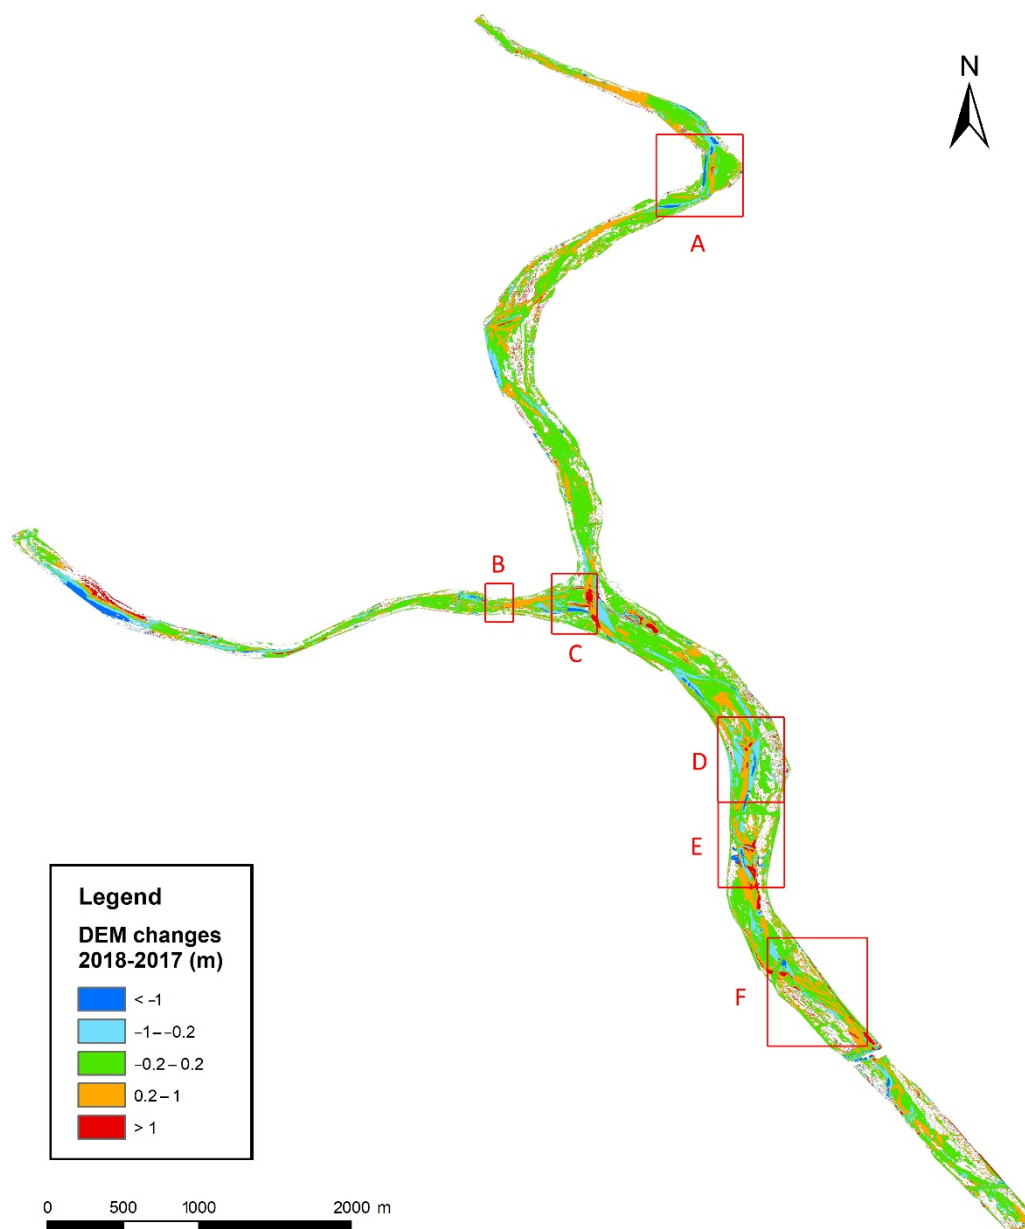 N
A
B
C
D
E
F
Legend
DEM changes
2018-2017 (m)
< –1
–1 – –0.2
–0.2 – 0.2
0.2 – 1
> 1
0 500 1000 2000 m